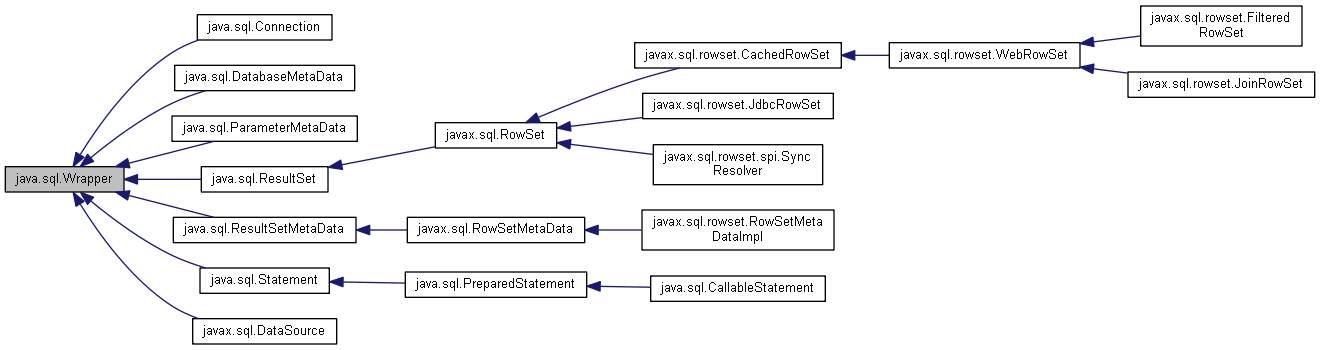 java.sql.Wrapper
java.sql.Connection
java.sql.DatabaseMetaData
java.sql.ParameterMetaData
java.sql.ResultSet
java.sql.ResultSetMetaData
java.sql.Statement
javax.sql.DataSource
javax.sql.RowSet
javax.sql.RowSetMetaData
java.sql.PreparedStatement
javax.sql.rowset.CachedRowSet
javax.sql.rowset.JdbcRowSet
javax.sql.rowset.spi.Sync
Resolver
javax.sql.rowset.RowSetMeta
DataImpl
java.sql.CallableStatement
javax.sql.rowset.WebRowSet
javax.sql.rowset.Filtered
RowSet
javax.sql.rowset.JoinRowSet